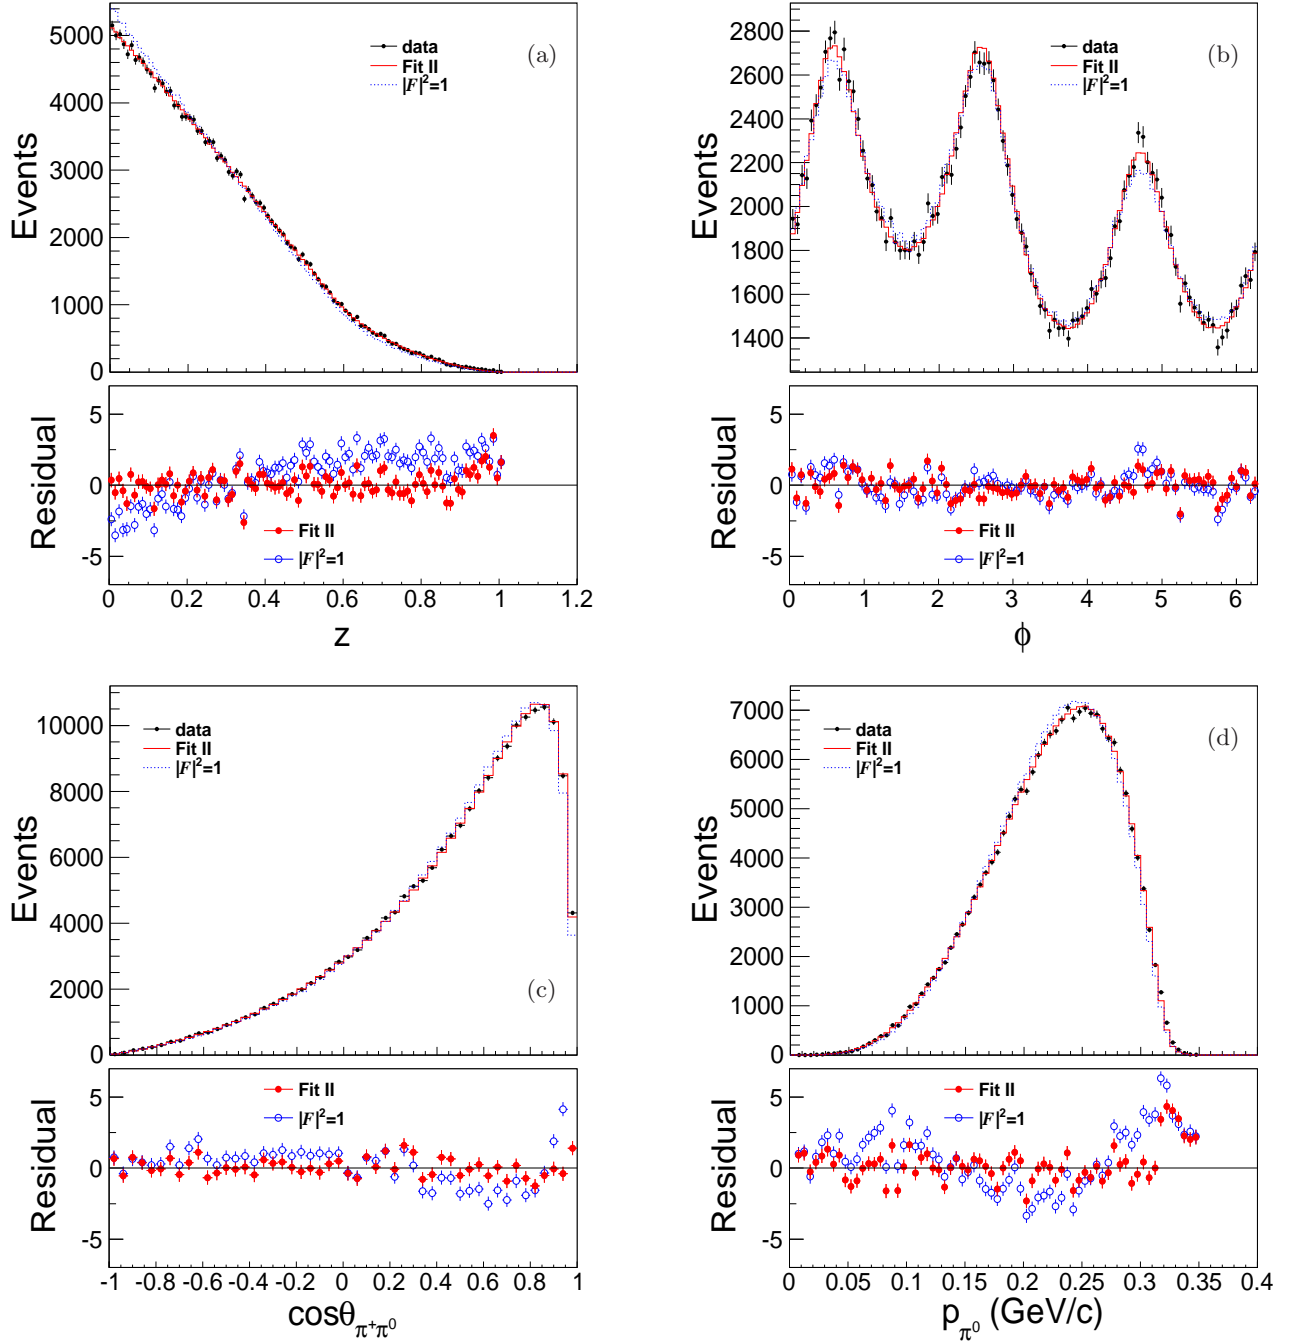 5000
4000
3000
2000
1000
0
Events
data
Fit II
|F|²=1
(a)
5
0
-5
Residual
Fit II
|F|²=1
0 0.2 0.4 0.6 0.8 1 1.2
z
2800
2600
2400
2200
2000
1800
1600
1400
Events
data
Fit II
|F|²=1
(b)
5
0
-5
Residual
Fit II
|F|²=1
0 1 2 3 4 5 6
ϕ
10000
8000
6000
4000
2000
0
Events
data
Fit II
|F|²=1
(c)
5
0
-5
Residual
Fit II
|F|²=1
-1 -0.8 -0.6 -0.4 -0.2 0 0.2 0.4 0.6 0.8 1
cosθπ⁺π⁰
7000
6000
5000
4000
3000
2000
1000
0
Events
data
Fit II
|F|²=1
(d)
5
0
-5
Residual
Fit II
|F|²=1
0 0.05 0.1 0.15 0.2 0.25 0.3 0.35 0.4
pπ⁰ (GeV/c)